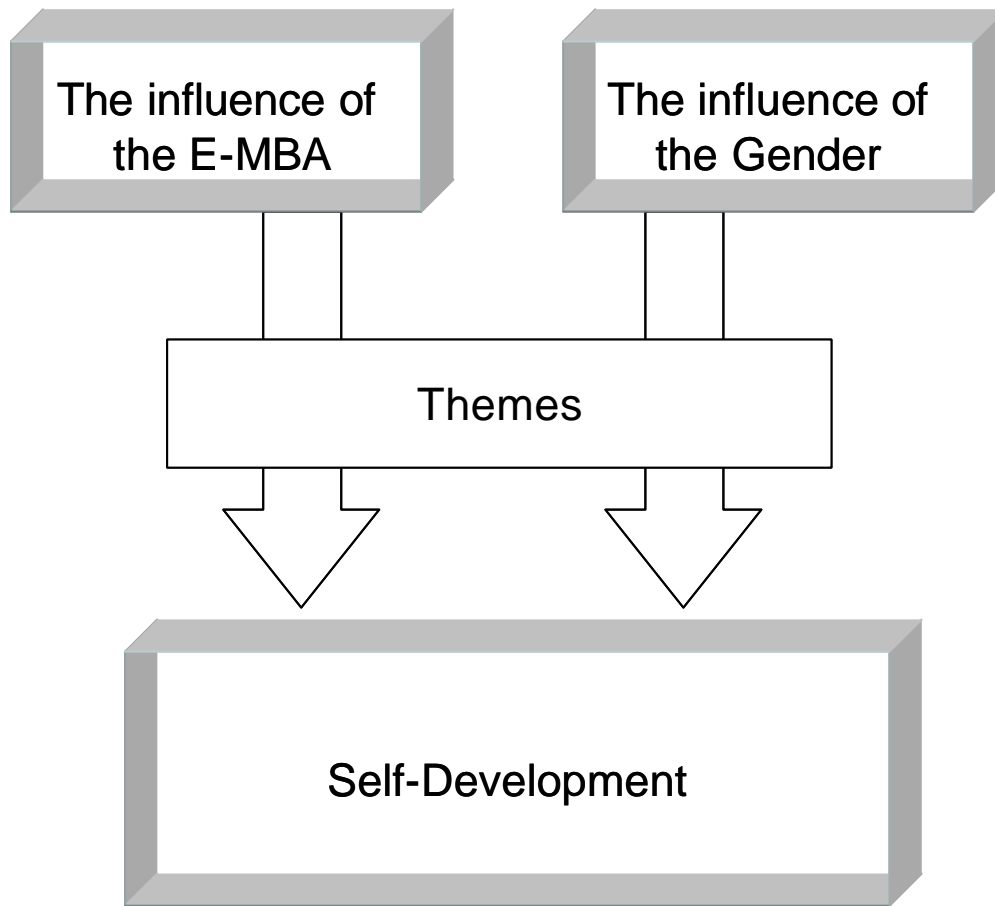 The influence of
the E-MBA
The influence of
the Gender
Themes
Self-Development